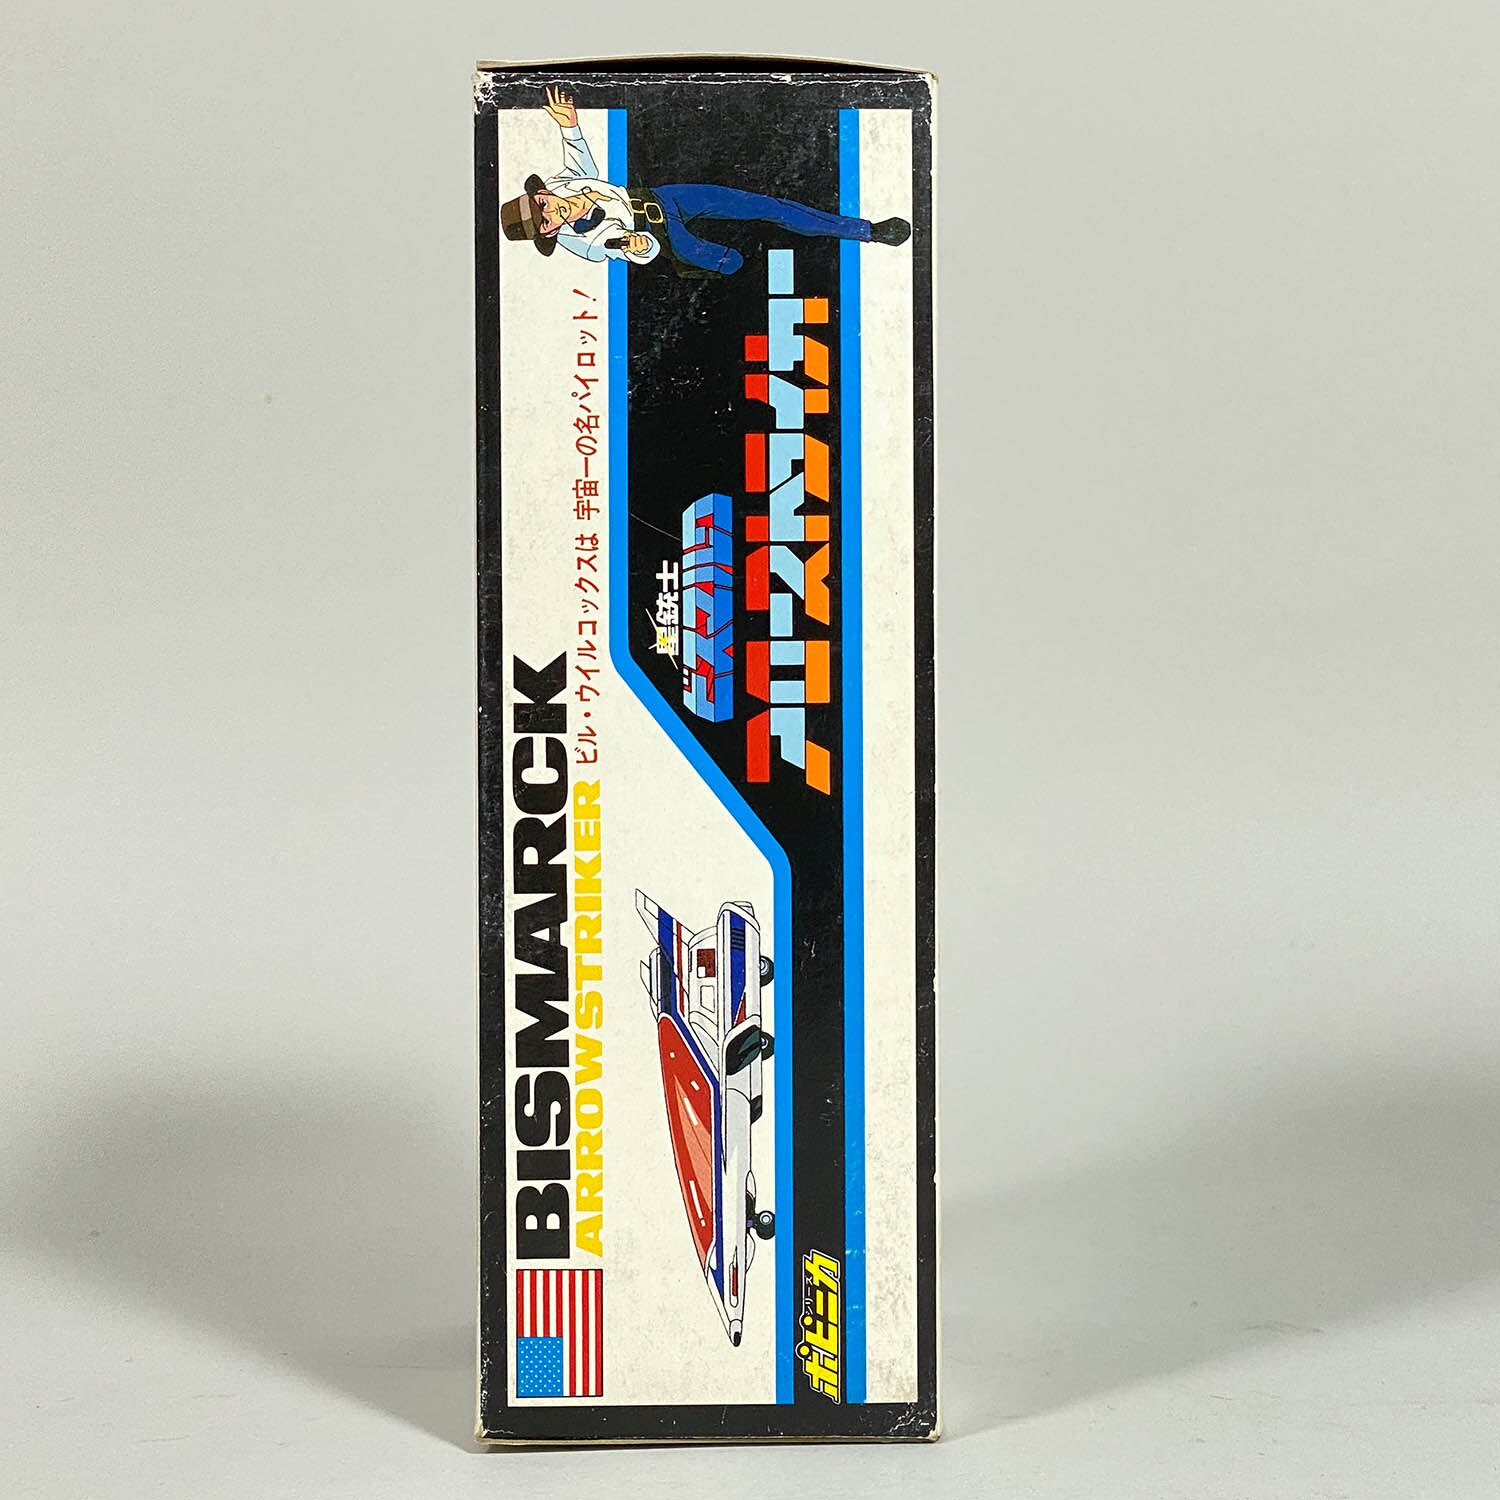 BISMARCK
ARROWSTRIKER
ビル・ウイルコックスは 宇宙一の名パイロット!
星銃士
ビスマルク
アロ-ストライカ-
ポピニカ
シリーズ